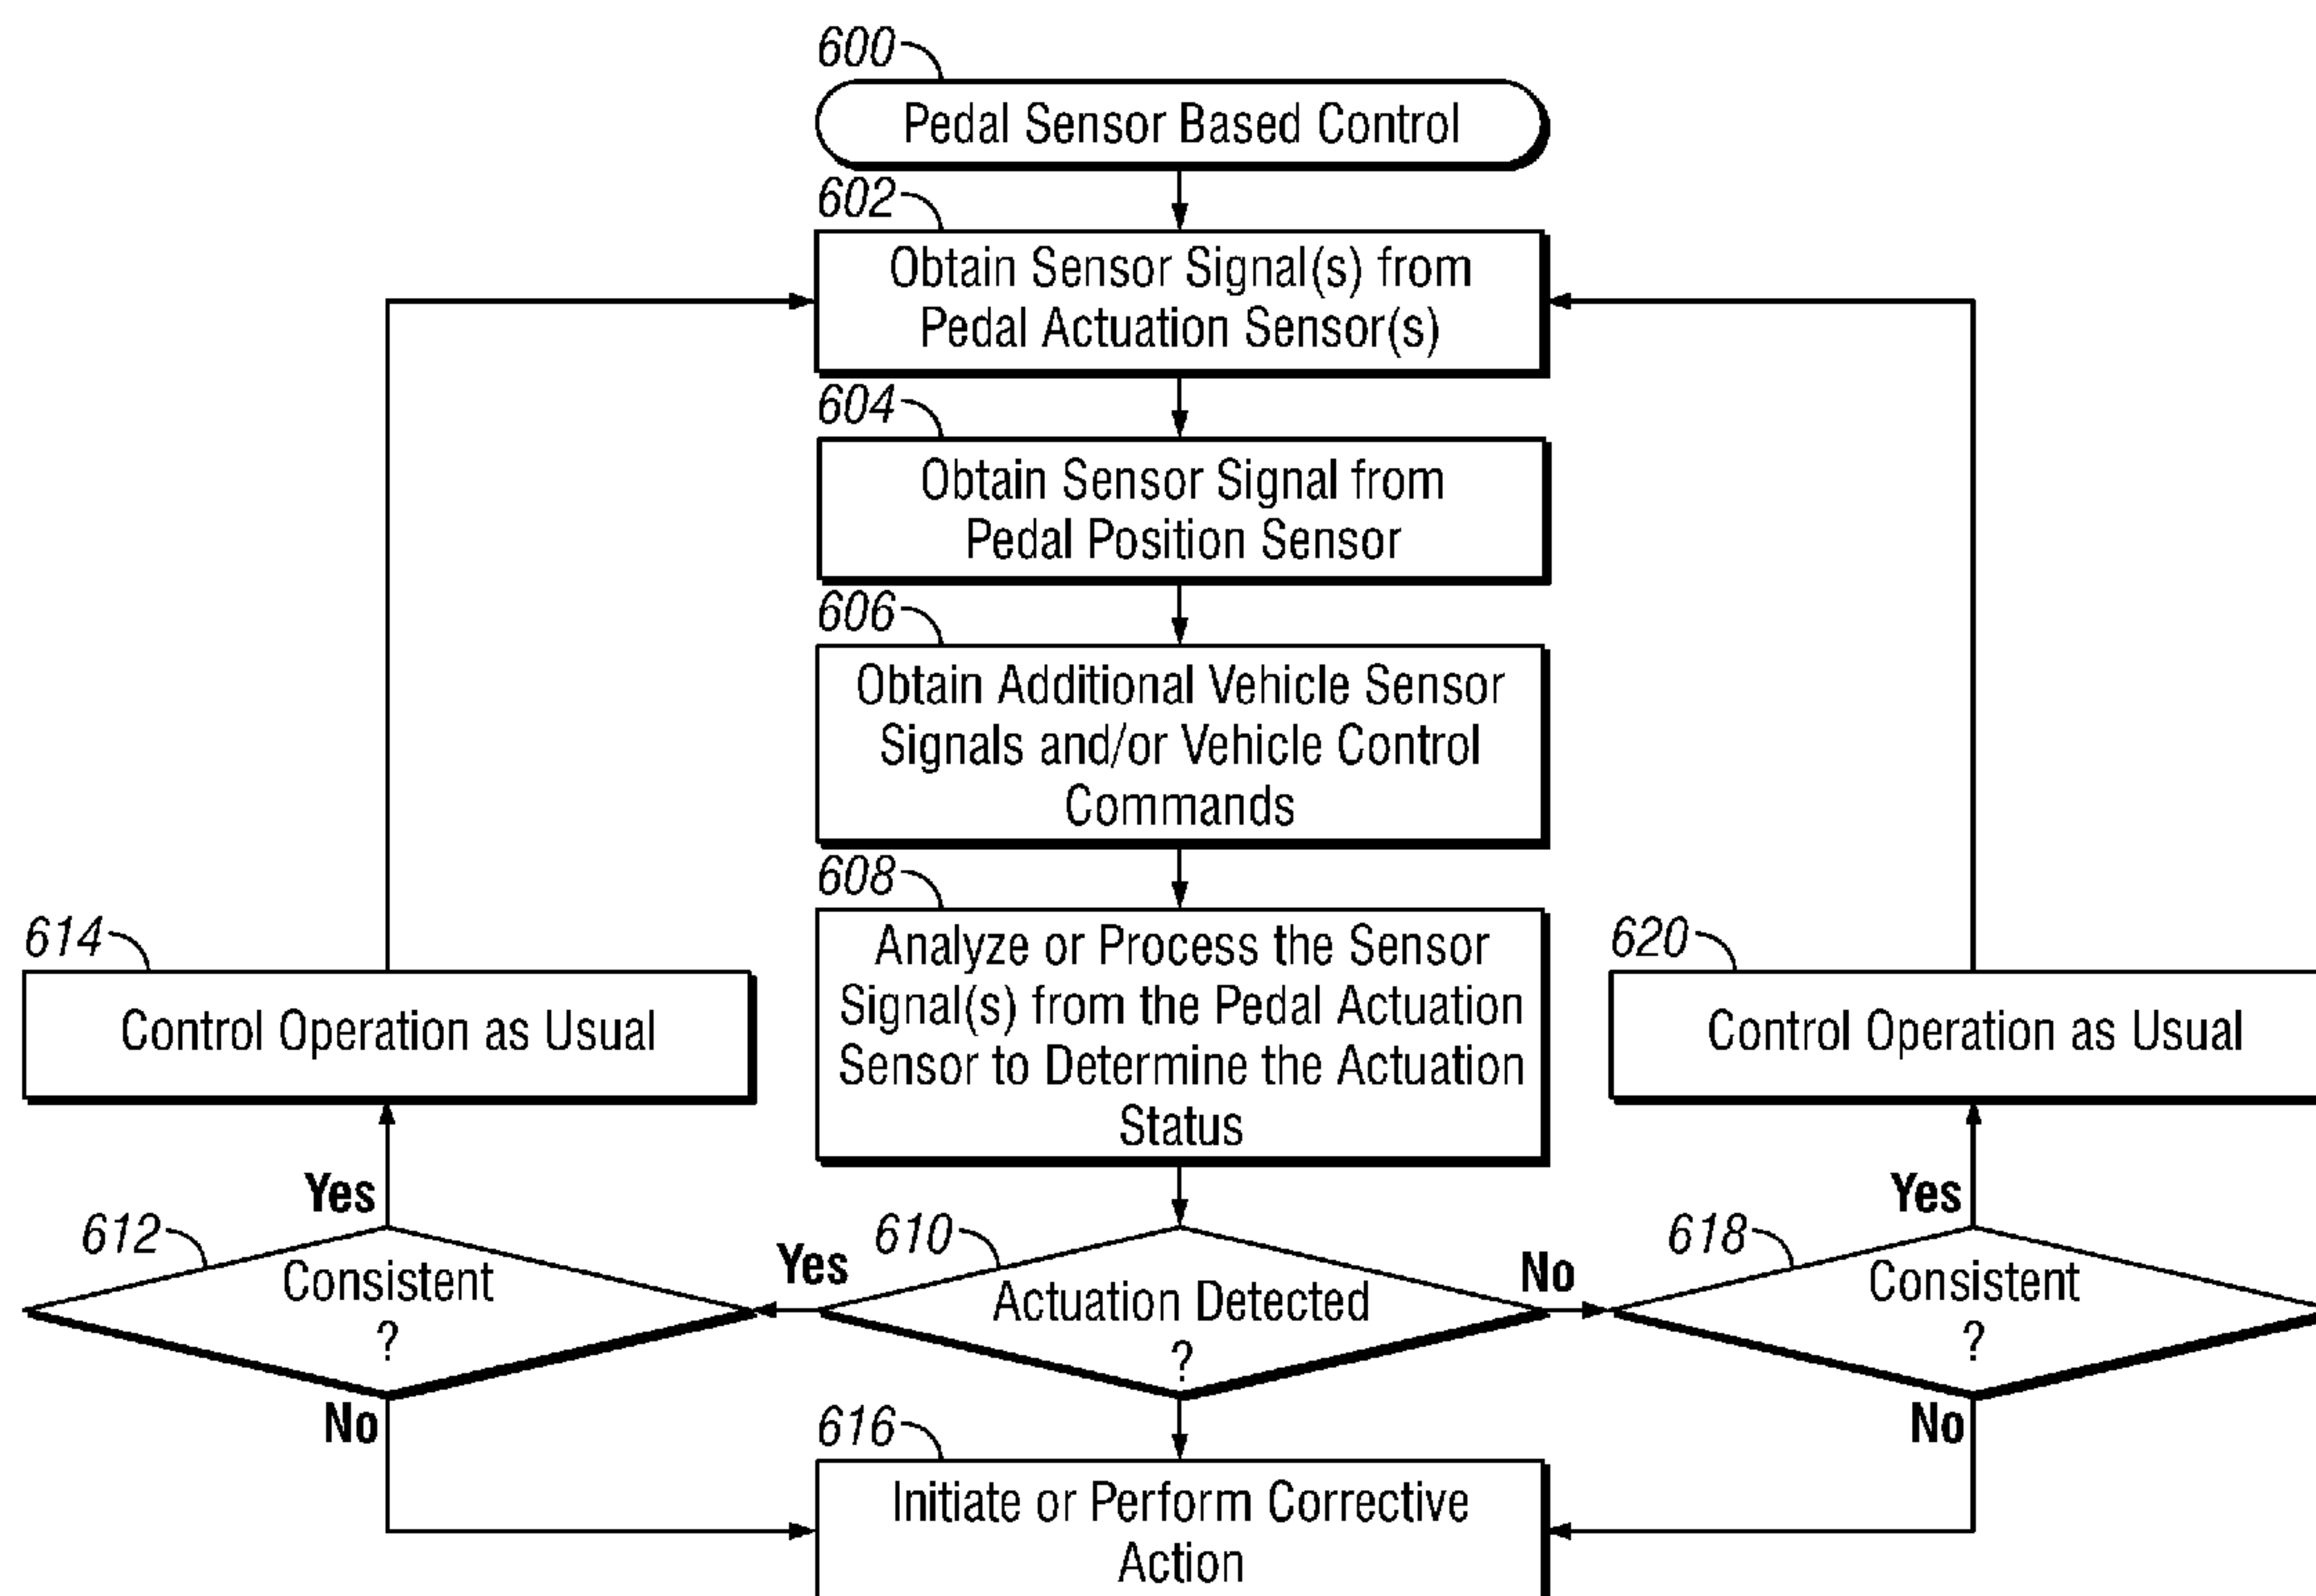 600
Pedal Sensor Based Control
602
Obtain Sensor Signal(s) from
Pedal Actuation Sensor(s)
604
Obtain Sensor Signal from
Pedal Position Sensor
606
Obtain Additional Vehicle Sensor
Signals and/or Vehicle Control
Commands
608
Analyze or Process the Sensor
Signal(s) from the Pedal Actuation
Sensor to Determine the Actuation
Status
614
Control Operation as Usual
620
Control Operation as Usual
Yes
612
Consistent
?
No
Yes
610
Actuation Detected
?
No
Yes
618
Consistent
?
No
616
Initiate or Perform Corrective
Action